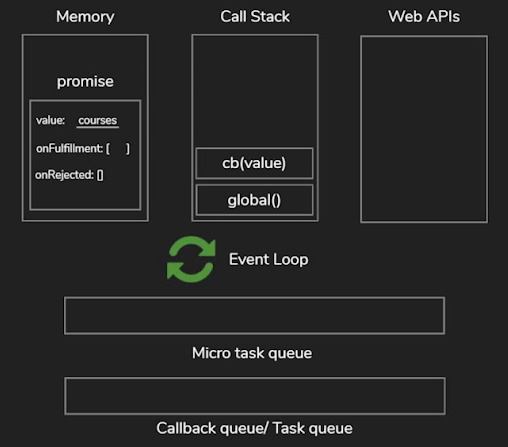 Memory
Call Stack
Web APIs
promise
value: courses
onFulfillment: [ ]
onRejected: []
cb(value)
global()
Event Loop
Micro task queue
Callback queue/ Task queue